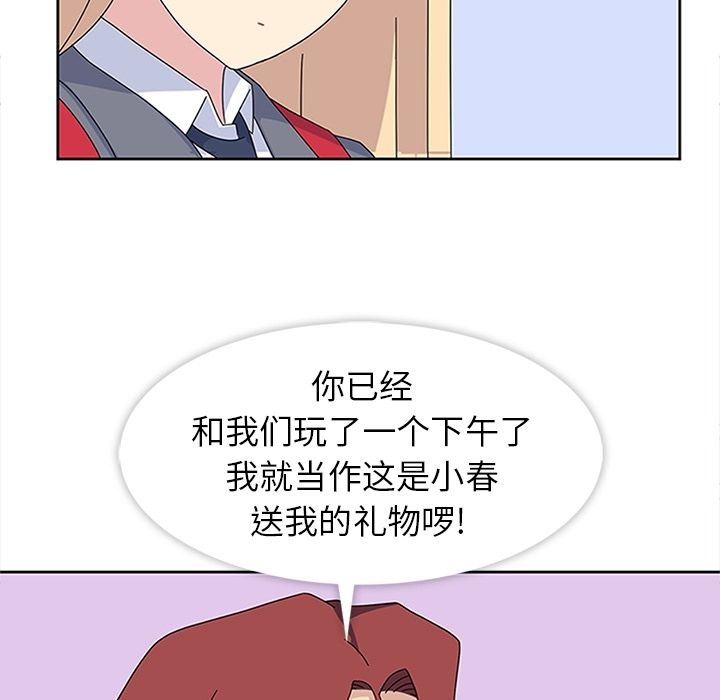 你已经
和我们玩了一个下午了
我就当作这是小春
送我的礼物啰!